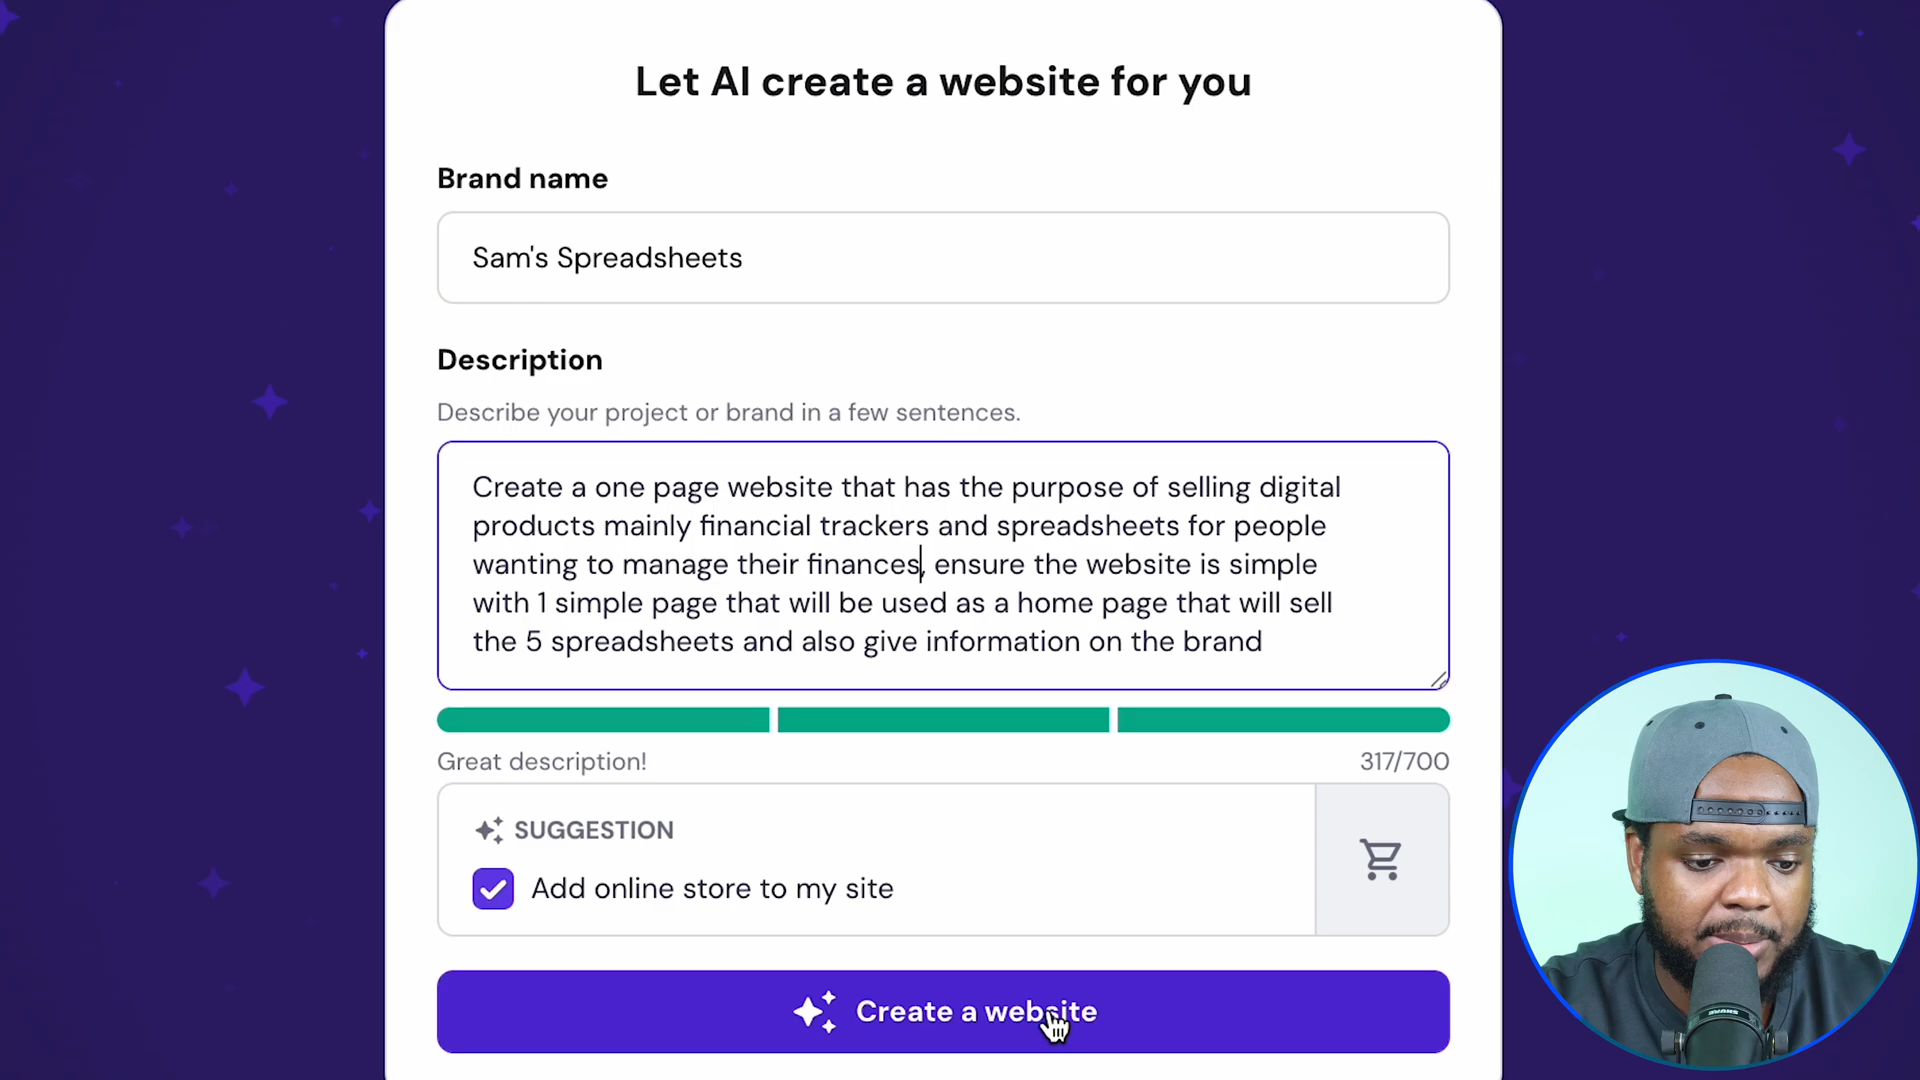 Let AI create a website for you
Brand name
Sam's Spreadsheets
Description
Describe your project or brand in a few sentences.
Create a one page website that has the purpose of selling digital
products mainly financial trackers and spreadsheets for people
wanting to manage their finances, ensure the website is simple
with 1 simple page that will be used as a home page that will sell
the 5 spreadsheets and also give information on the brand
Great description!
317/700
SUGGESTION
Add online store to my site
Create a website
SHURE